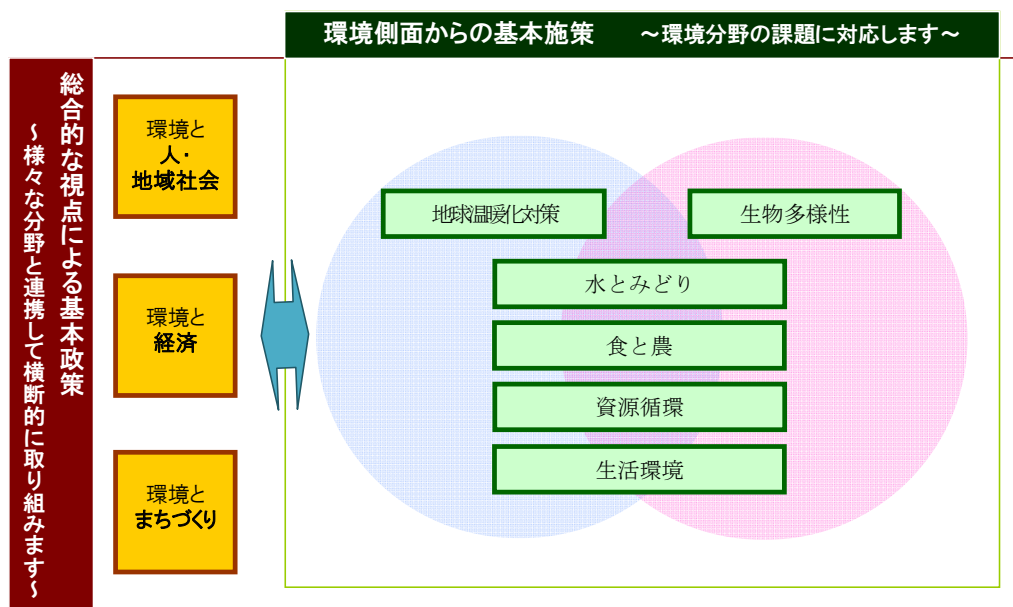 環境側面からの基本施策　～環境分野の課題に対応します～
総合的な視点による基本政策
～様々な分野と連携して横断的に取り組みます～
環境と
人・
地域社会
環境と
経済
環境と
まちづくり
地球温暖化対策
生物多様性
水とみどり
食と農
資源循環
生活環境